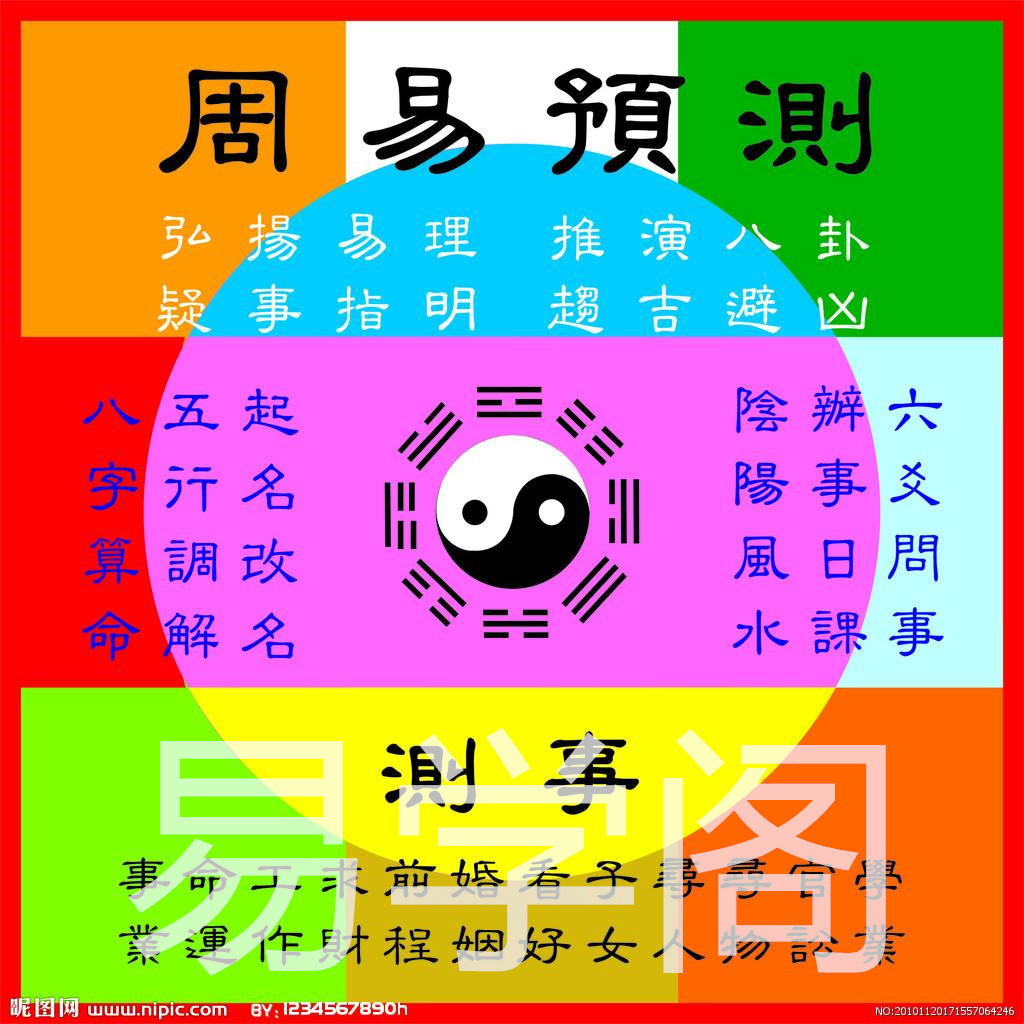 周易預測
弘揚易理 推演八卦
疑事指明 趨吉避凶
八字算命
五行調解
起名改名
陰陽風水
辦事日課
六爻問事
測事
事命工求前婚看子尋尋官學
業運作財程姻好女人物訟業
易学阁
昵图网 www.nipic.com BY:1234567890h
NO:20101120171557064246